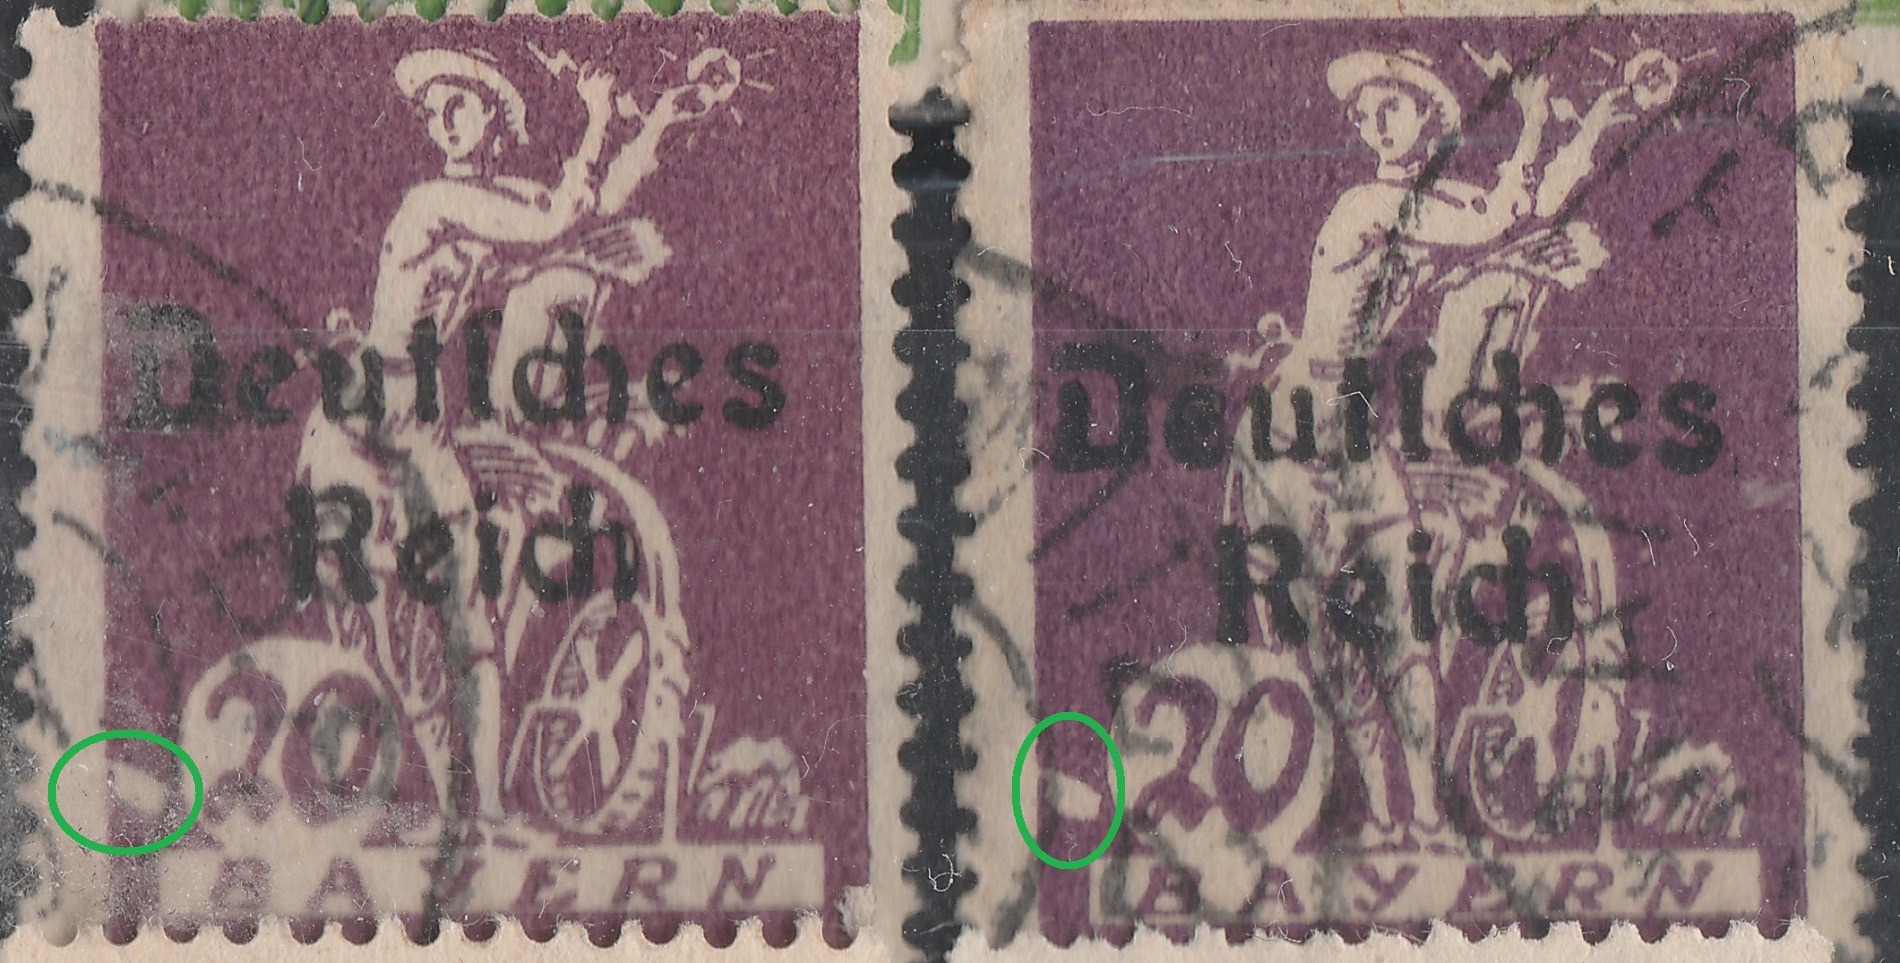 Deutsches
Reich
20
BAYERN
Deutsches
Reich
20
BAYERN